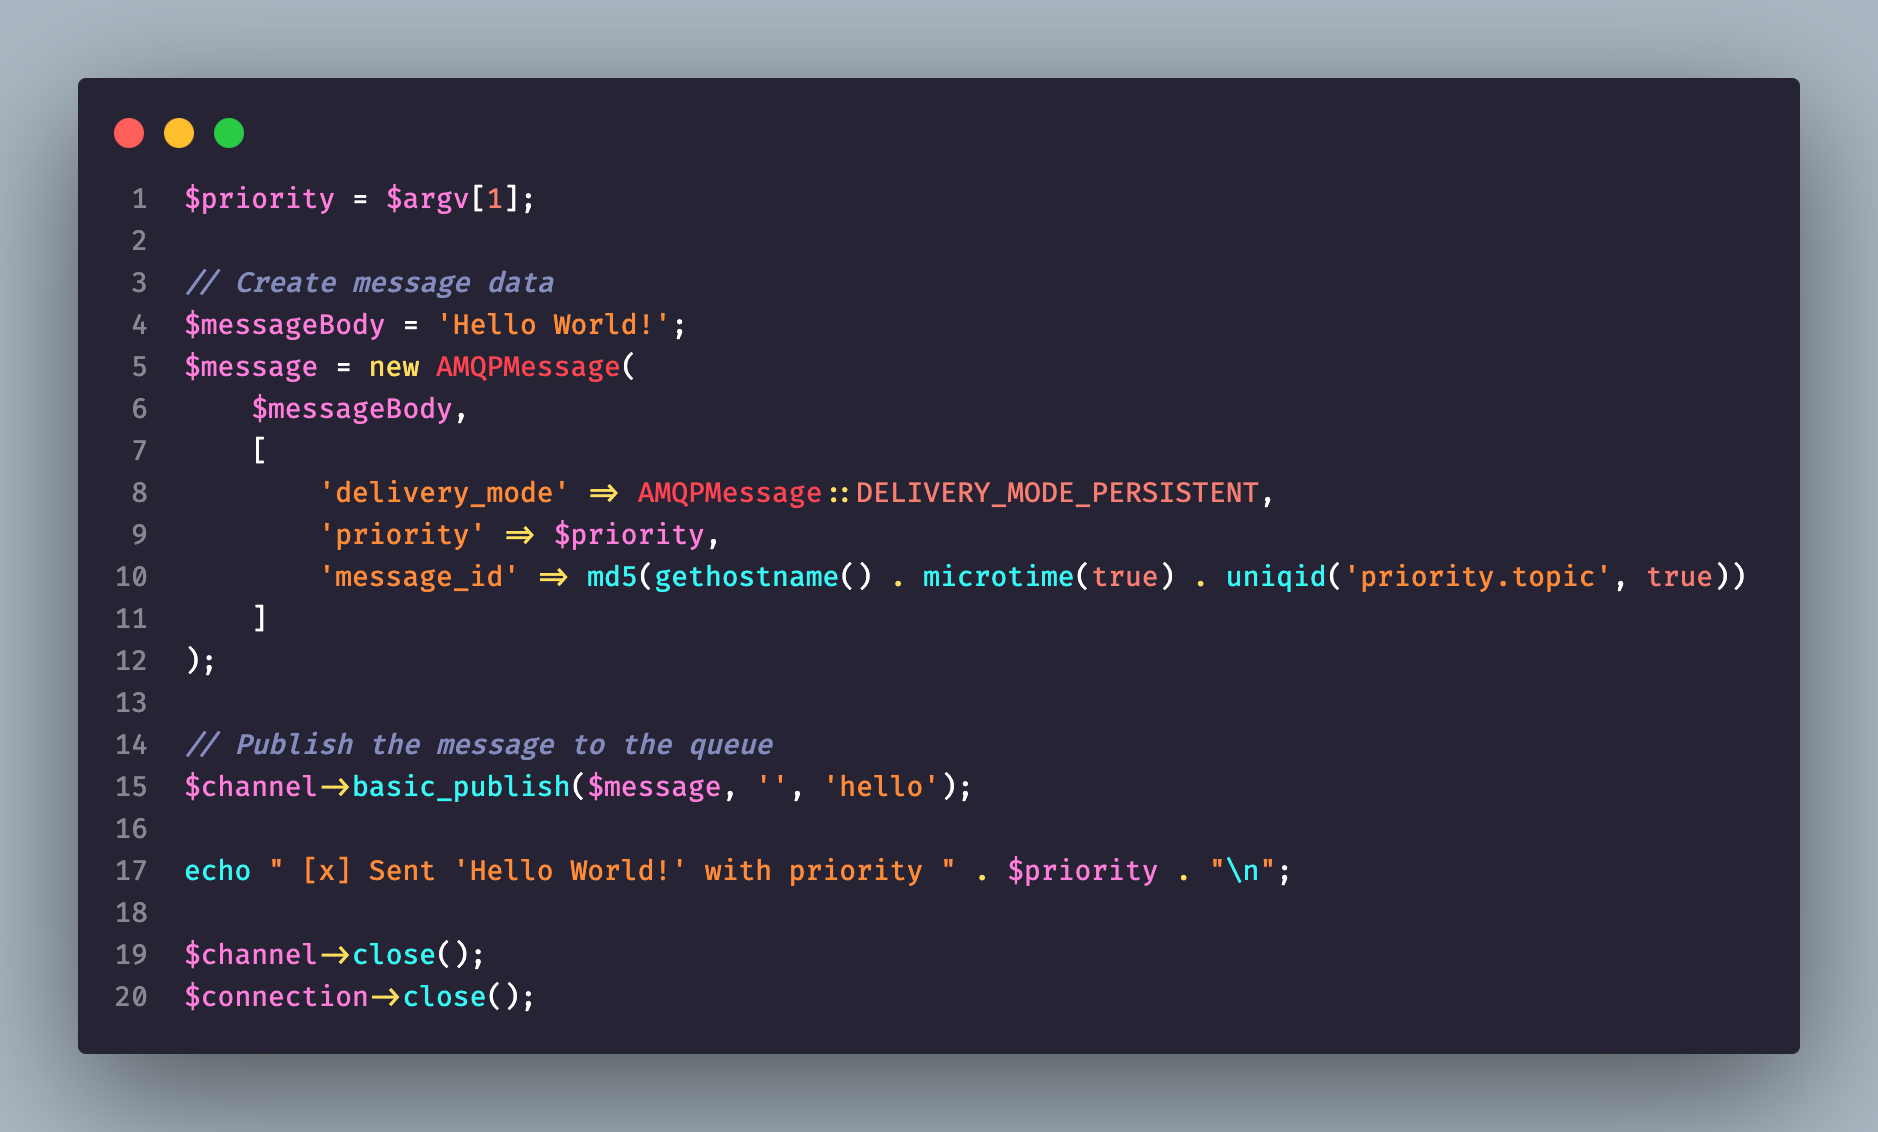 1 $priority = $argv[1];
2
3 // Create message data
4 $messageBody = 'Hello World!';
5 $message = new AMQPMessage(
6     $messageBody,
7     [
8         'delivery_mode' => AMQPMessage::DELIVERY_MODE_PERSISTENT,
9         'priority' => $priority,
10         'message_id' => md5(gethostname() . microtime(true) . uniqid('priority.topic', true))
11     ]
12 );
13
14 // Publish the message to the queue
15 $channel->basic_publish($message, '', 'hello');
16
17 echo " [x] Sent 'Hello World!' with priority " . $priority . "\n";
18
19 $channel->close();
20 $connection->close();